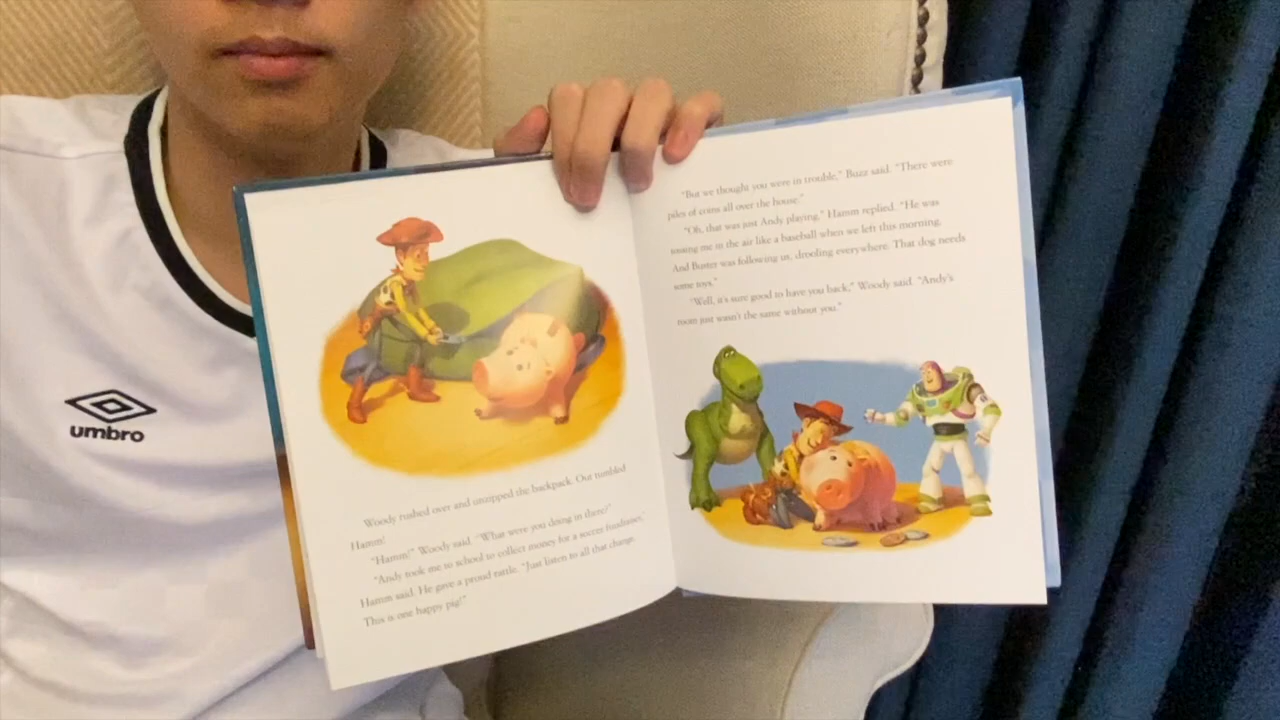 umbro
Woody rushed over and unzipped the backpack. Out tumbled
Hamm!
"Hamm!" Woody said. "What were you doing in there?"
"Andy took me to school to collect money for a soccer fundraiser,"
Hamm said. He gave a proud rattle. "Just listen to all that change.
This is one happy pig!"
"But we thought you were in trouble," Buzz said. "There were
piles of coins all over the house."
"Oh, that was just Andy playing," Hamm replied. "He was
tossing me in the air like a baseball when we left this morning.
And Buster was following us, drooling everywhere. That dog needs
some toys."
"Well, it's sure good to have you back," Woody said. "Andy's
room just wasn't the same without you."